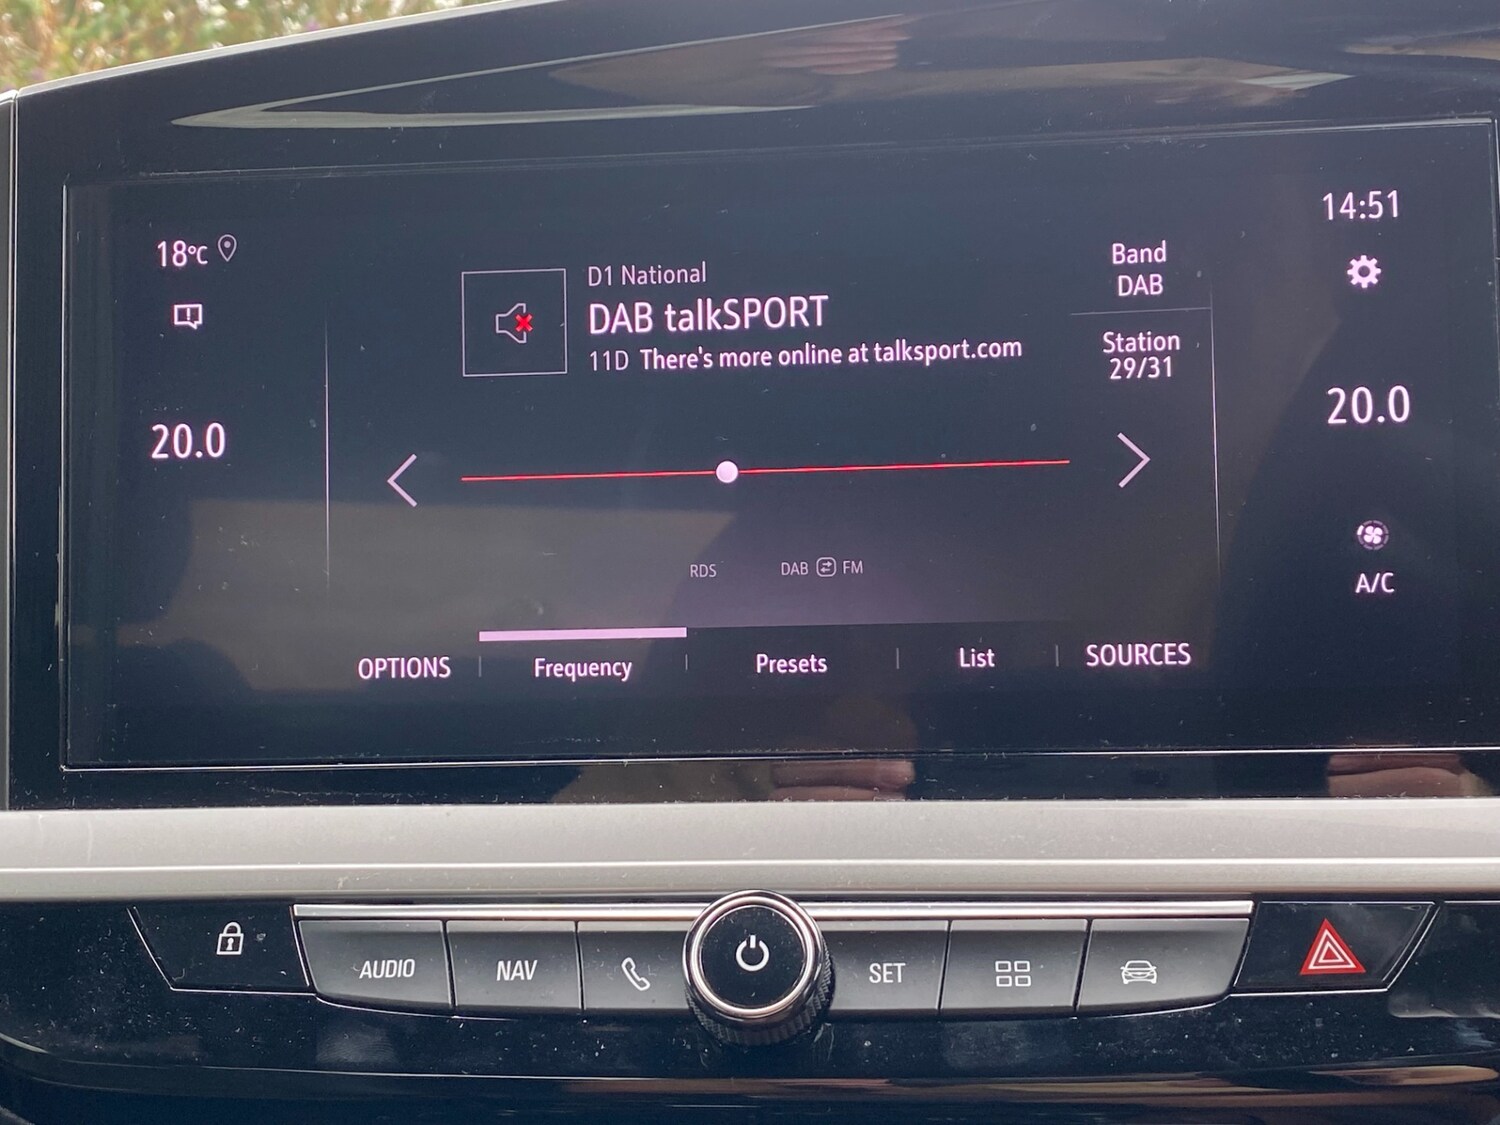 14:51
18°C
D1 National
DAB talkSPORT
11D There's more online at talksport.com
Band
DAB
Station
29/31
20.0
20.0
RDS
DAB FM
A/C
OPTIONS
Frequency
Presets
List
SOURCES
AUDIO
NAV
SET